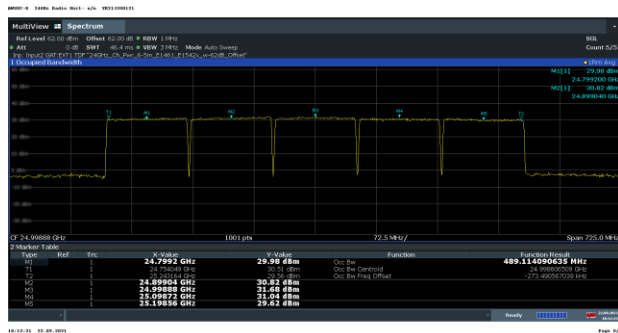 MultiView Spectrum
Ref Level 62.00 dBm Offset 62.00 dB RBW 1 MHz SGL
Att 0 dB SWT 46.4 ms VBW 3 MHz Mode Auto Sweep Count 5/5
1 Occupied Bandwidth 1Rm Avg
M1[1] 29.98 dBm
24.799200 GHz
M2[1] 30.82 dBm
24.899040 GHz
T1 M1 M2 M3 M4 M5 T2
CF 24.99888 GHz 1001 pts 72.5 MHz/ Span 725.0 MHz
2 Marker Table
Type Ref Trc X-Value Y-Value Function Function Result
M1 1 24.7992 GHz 29.98 dBm Occ Bw 489.114090635 MHz
T1 1 24.754049 GHz 30.51 dBm Occ Bw Centroid 24.998606509 GHz
T2 1 25.243164 GHz 29.56 dBm Occ Bw Freq Offset -273.490567039 kHz
M2 1 24.89904 GHz 30.82 dBm
M3 1 24.99888 GHz 31.68 dBm
M4 1 25.09872 GHz 31.04 dBm
M5 1 25.19856 GHz 29.62 dBm
Ready